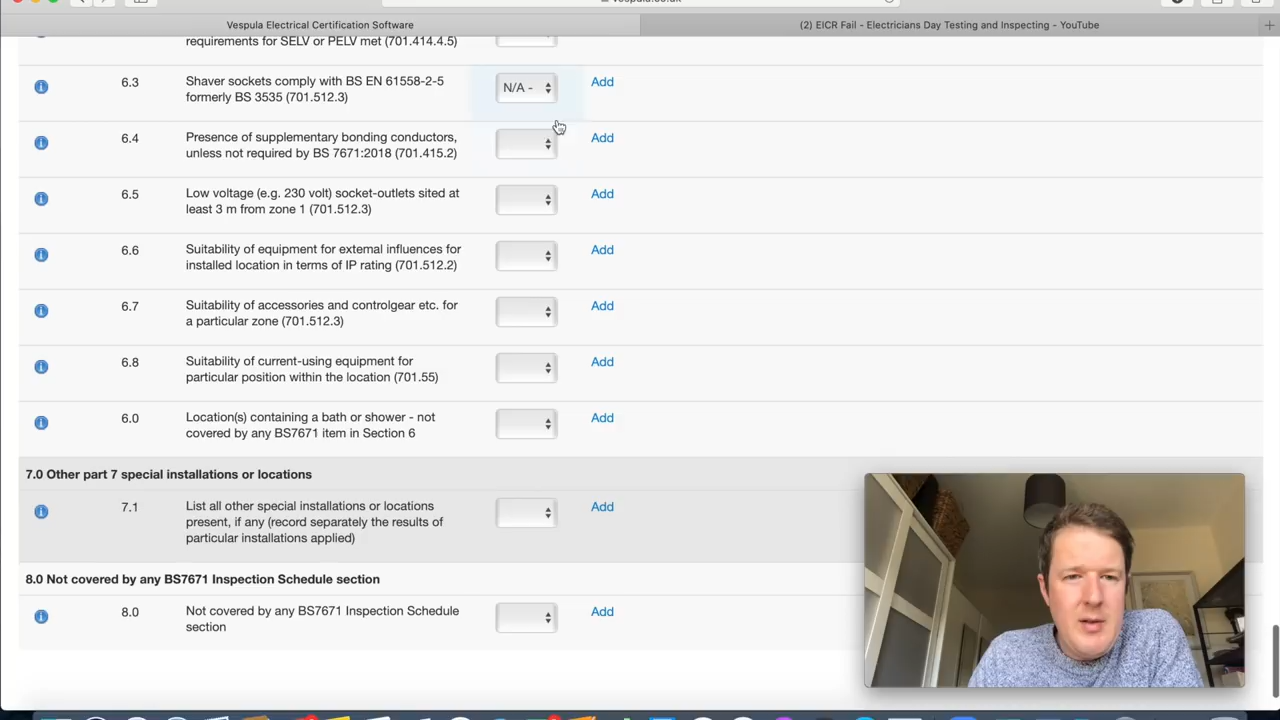 Vespula Electrical Certification Software
(2) EICR Fail - Electricians Day Testing and Inspecting - YouTube
requirements for SELV or PELV met (701.414.4.5)
6.3
Shaver sockets comply with BS EN 61558-2-5
formerly BS 3535 (701.512.3)
N/A -
Add
6.4
Presence of supplementary bonding conductors,
unless not required by BS 7671:2018 (701.415.2)
Add
6.5
Low voltage (e.g. 230 volt) socket-outlets sited at
least 3 m from zone 1 (701.512.3)
Add
6.6
Suitability of equipment for external influences for
installed location in terms of IP rating (701.512.2)
Add
6.7
Suitability of accessories and controlgear etc. for
a particular zone (701.512.3)
Add
6.8
Suitability of current-using equipment for
particular position within the location (701.55)
Add
6.0
Location(s) containing a bath or shower - not
covered by any BS7671 item in Section 6
Add
7.0 Other part 7 special installations or locations
7.1
List all other special installations or locations
present, if any (record separately the results of
particular installations applied)
Add
8.0 Not covered by any BS7671 Inspection Schedule section
8.0
Not covered by any BS7671 Inspection Schedule
section
Add